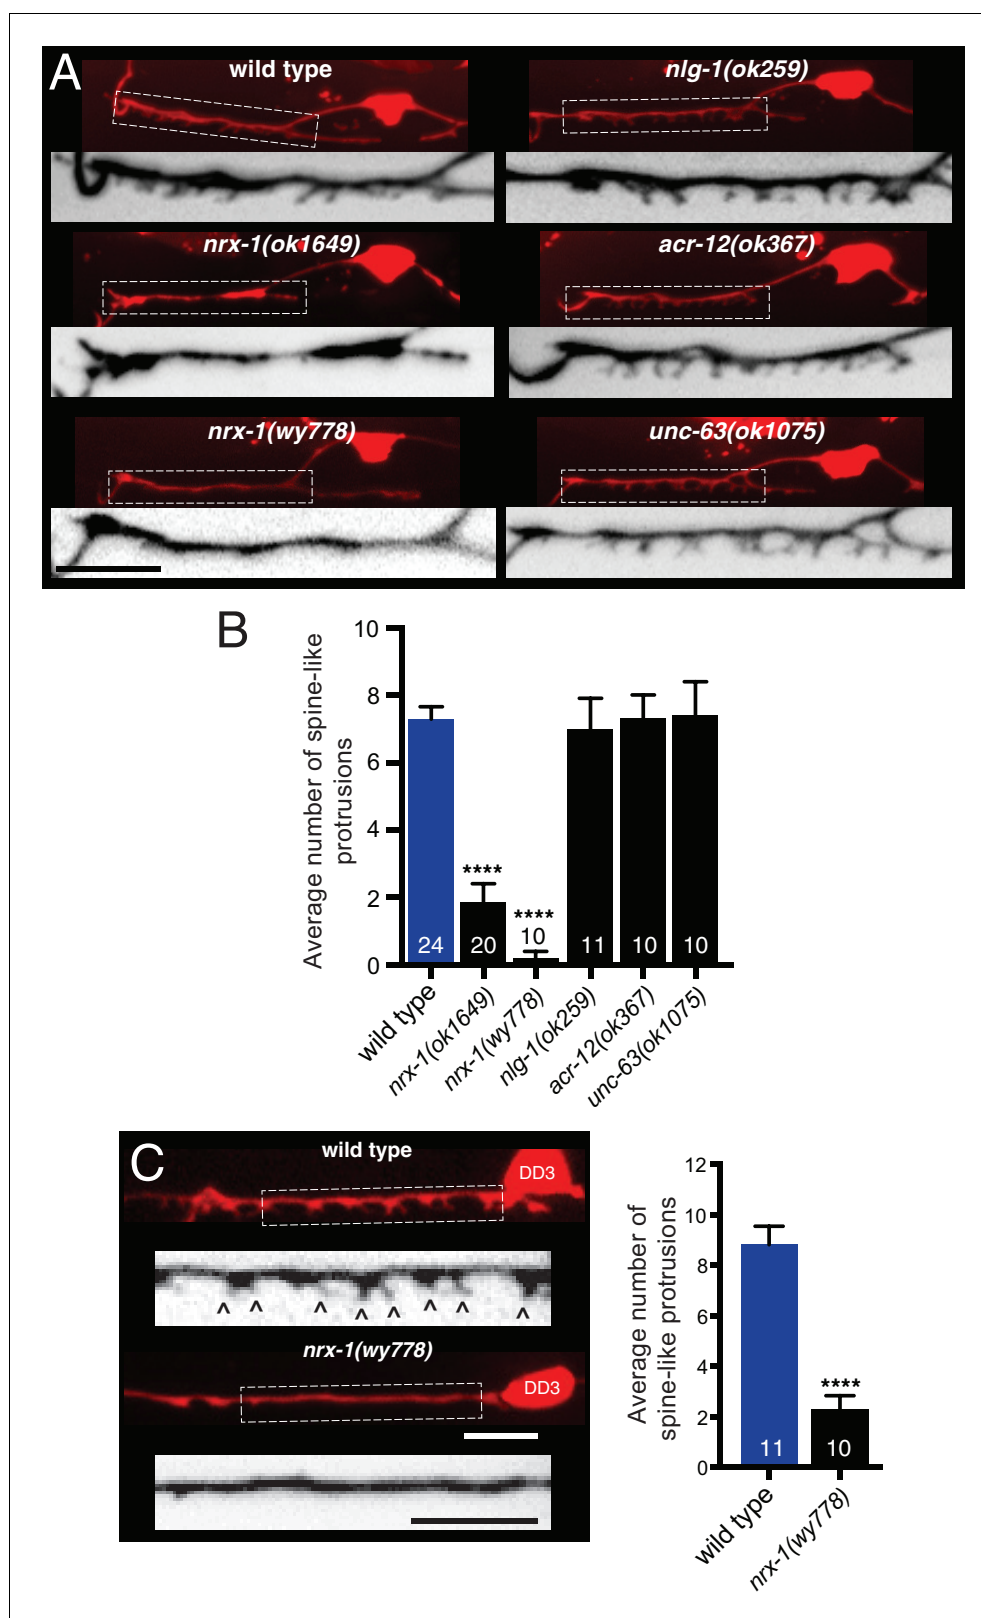 A
wild type
nlg-1(ok259)
nrx-1(ok1649)
acr-12(ok367)
nrx-1(wy778)
unc-63(ok1075)
B
Average number of spine-like
protrusions
10
8
6
4
2
0
****
****
24
20
10
11
10
10
wild type
nrx-1(ok1649)
nrx-1(wy778)
nlg-1(ok259)
acr-12(ok367)
unc-63(ok1075)
C
wild type
DD3
^ ^ ^ ^ ^ ^ ^ ^
nrx-1(wy778)
DD3
Average number of
spine-like protrusions
12
10
8
6
4
2
0
****
11
10
wild type
nrx-1(wy778)